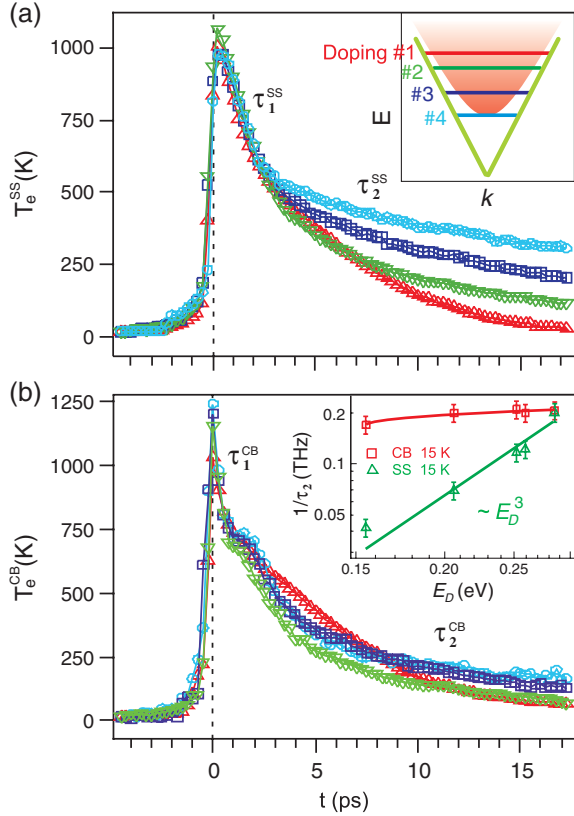 (a)
1000
750
500
250
0
T_e^SS(K)
τ_1^SS
τ_2^SS
Doping #1
#2
#3
#4
E
k
(b)
1250
1000
750
500
250
0
T_e^CB(K)
τ_1^CB
τ_2^CB
0.2
0.1
0.05
1/τ_2 (THz)
CB 15 K
SS 15 K
~ E_D^3
0.15
0.20
0.25
E_D (eV)
0
5
10
15
t (ps)